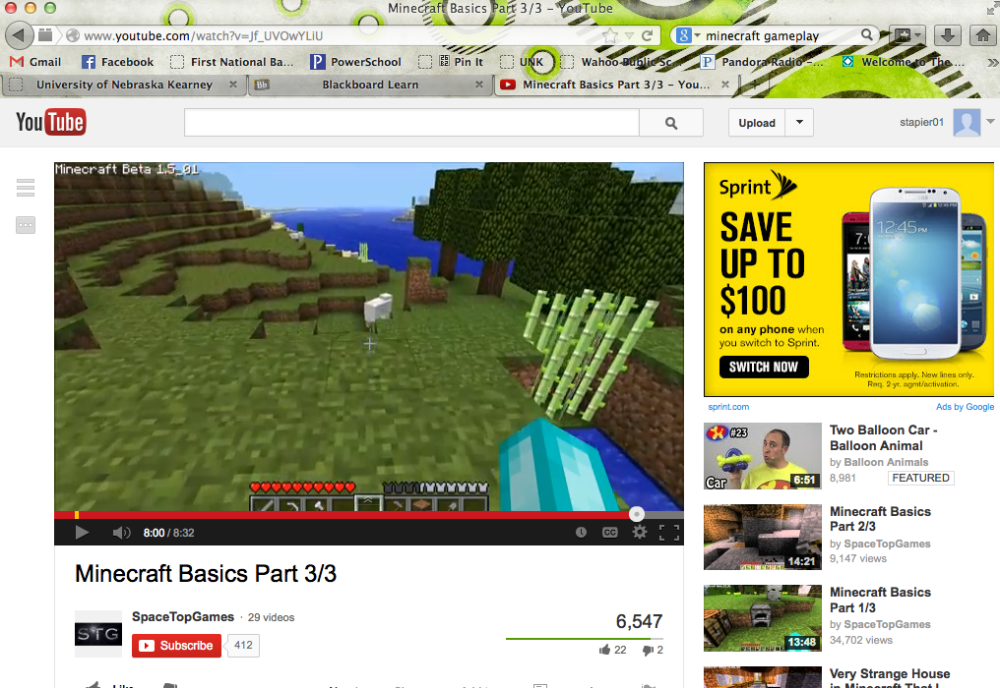 Minecraft Basics Part 3/3 – YouTube
www.youtube.com/watch?v=Jf_UVOwYLiU
minecraft gameplay
Gmail Facebook First National Ba... PowerSchool Pin It UNK Wahoo Public Sc... Pandora Radio –... Welcome to The ...
University of Nebraska Kearney Bb Blackboard Learn Minecraft Basics Part 3/3 – You...
YouTube Upload stapier01
Minecraft Beta 1.5_01
8:00 / 8:32 CC
Minecraft Basics Part 3/3
STG
SpaceTopGames · 29 videos
Subscribe 412
6,547
22 2
Sprint
SAVE
UP TO
$100
on any phone when
you switch to Sprint.
SWITCH NOW
12:45 PM
Restrictions apply. New lines only.
Req. 2-yr. agmt/activation.
sprint.com Ads by Google
#23
Car
6:51
Two Balloon Car -
Balloon Animal
by Balloon Animals
8,981 FEATURED
14:21
Minecraft Basics
Part 2/3
by SpaceTopGames
9,147 views
13:48
Minecraft Basics
Part 1/3
by SpaceTopGames
34,702 views
Very Strange House
in Minecraft That I
Like